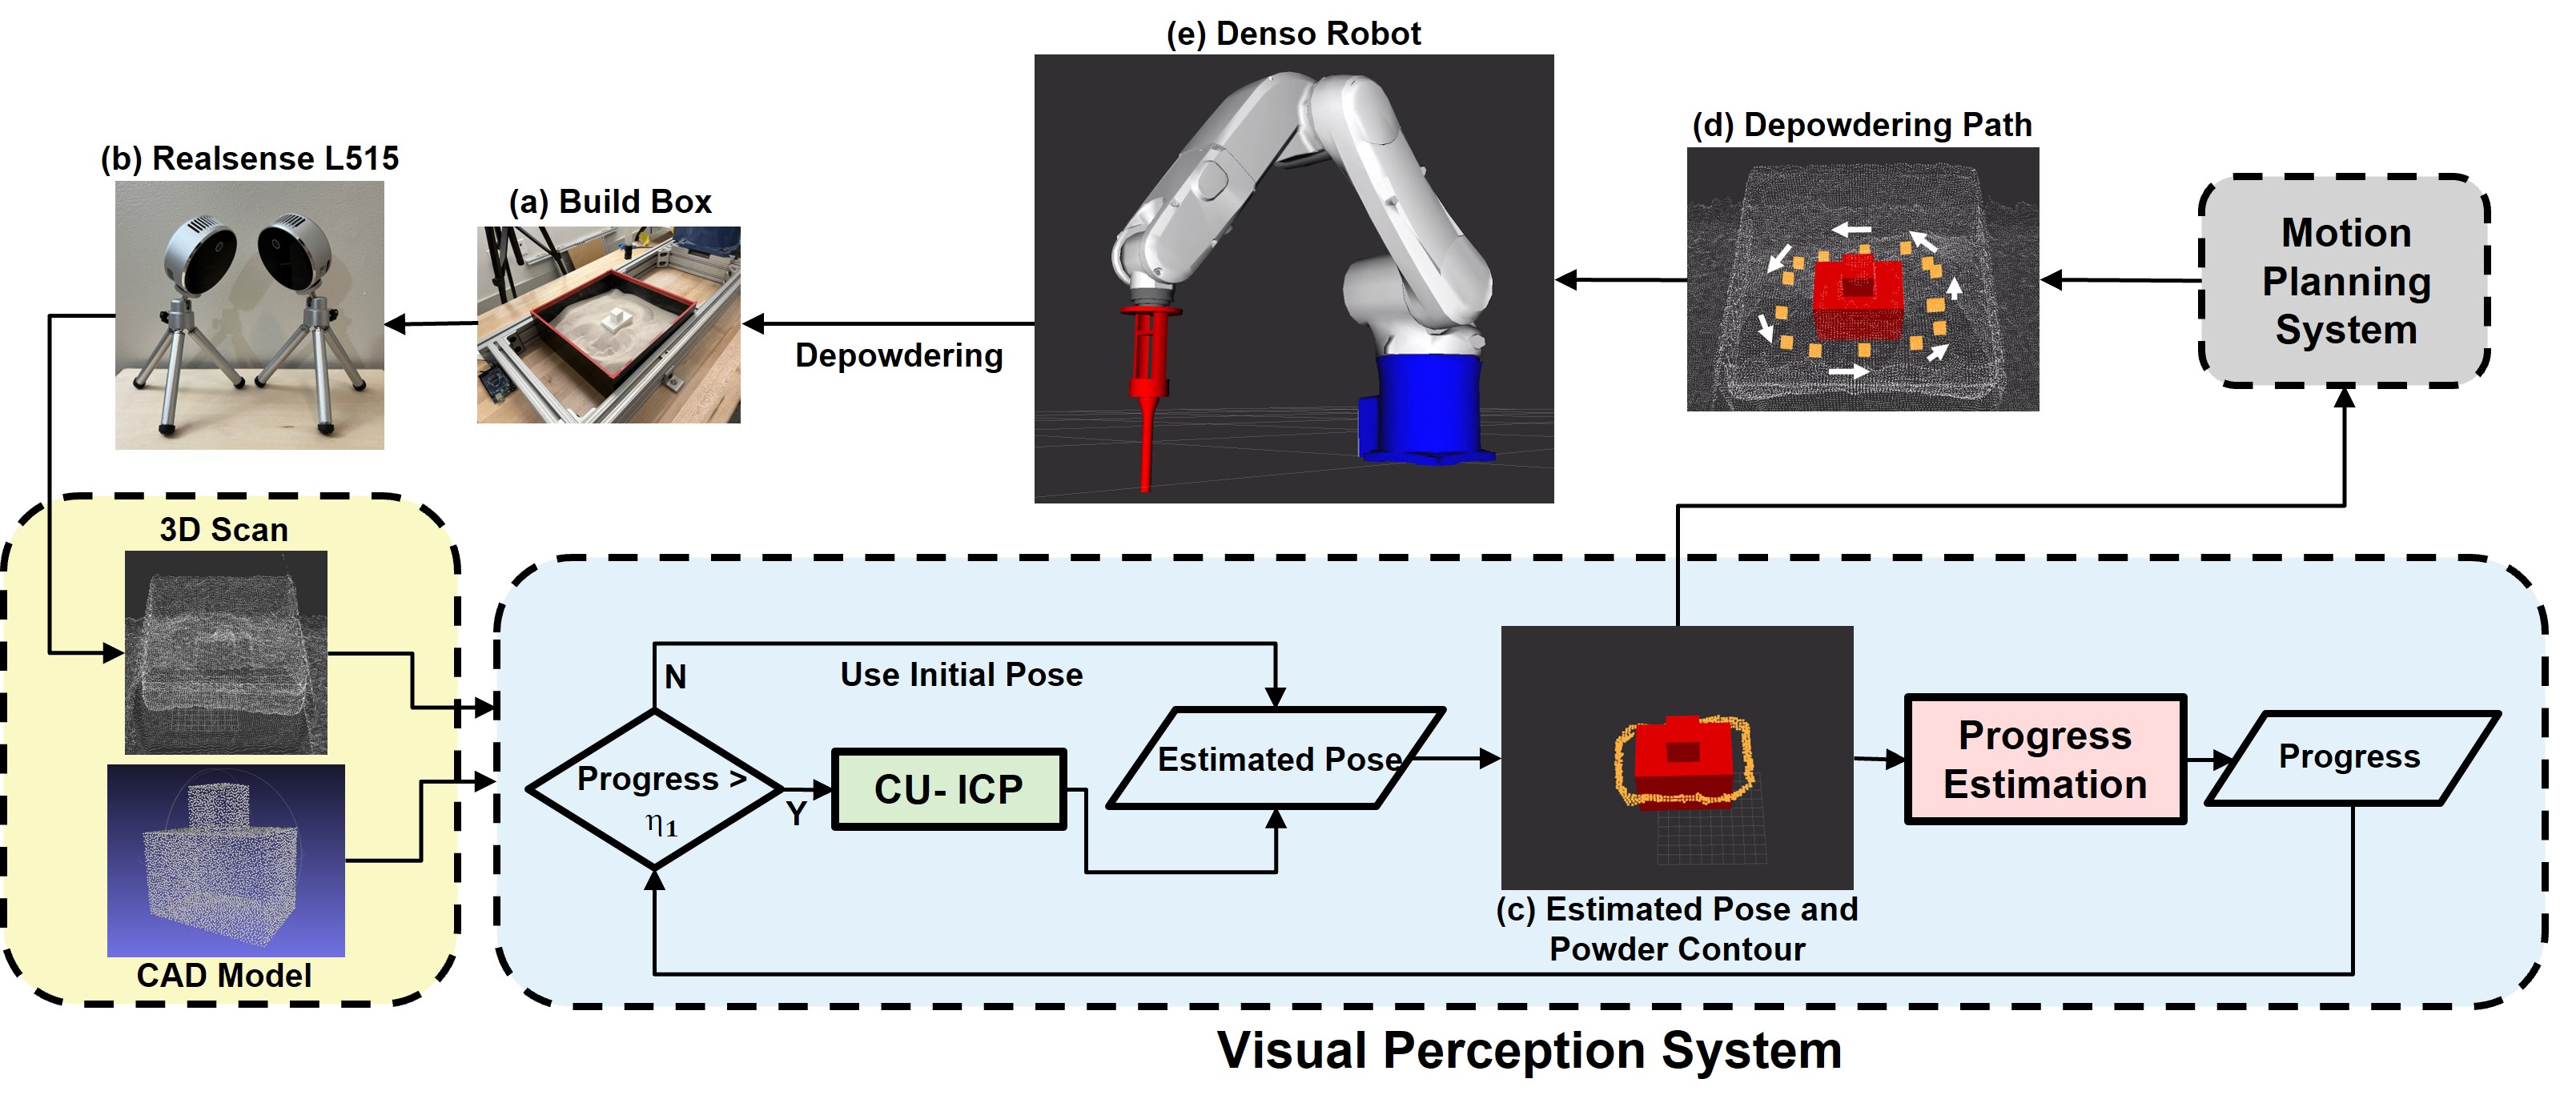 (e) Denso Robot
(d) Depowdering Path
(b) Realsense L515
(a) Build Box
Motion
Planning
System
Depowdering
3D Scan
CAD Model
N
Use Initial Pose
Progress >
η1
Y
CU- ICP
Estimated Pose
(c) Estimated Pose and
Powder Contour
Progress
Estimation
Progress
Visual Perception System